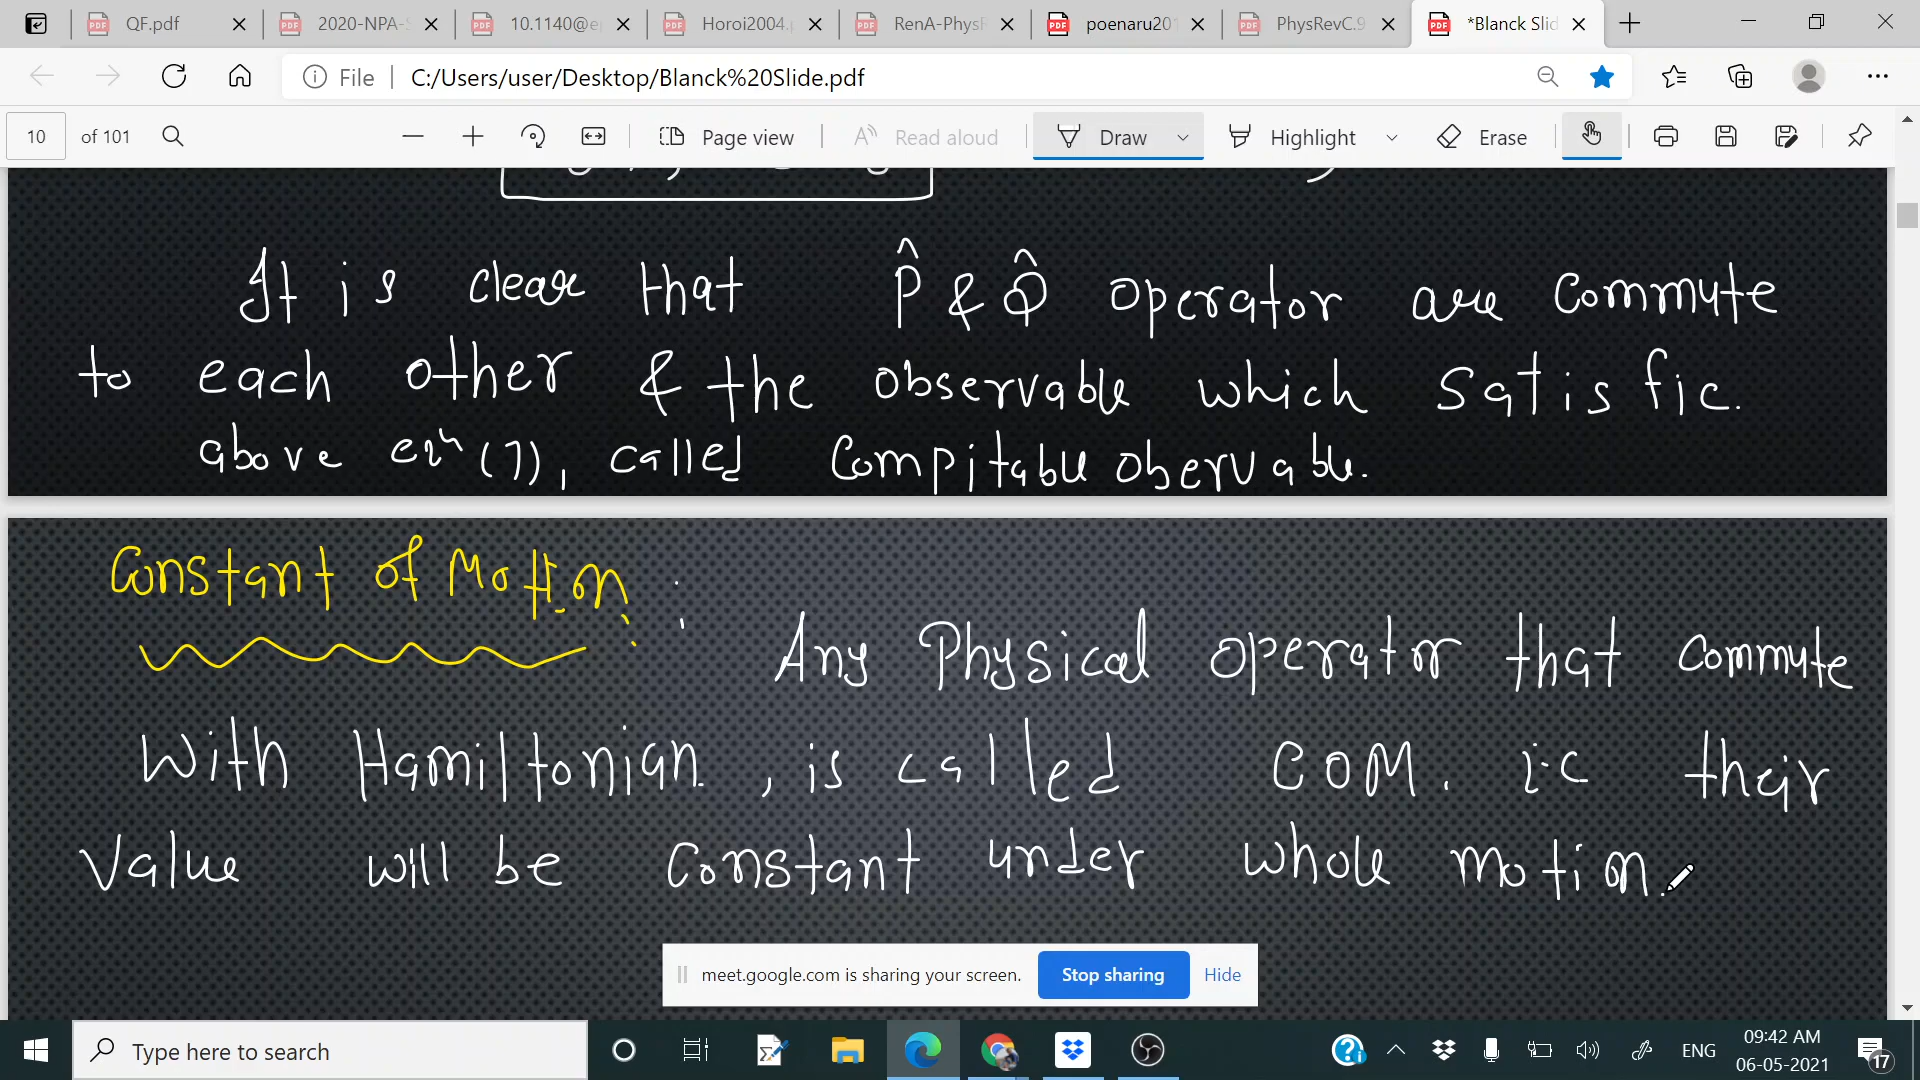 QF.pdf
2020-NPA-S
10.1140@e
Horoi2004.
RenA-PhysR
poenaru201
PhysRevC.9
*Blanck Slid
File
C:/Users/user/Desktop/Blanck%20Slide.pdf
10 of 101
Page view
Read aloud
Draw
Highlight
Erase
It is clear that P̂ & Q̂ operator are commute
to each other & the observable which satisfic.
above eqⁿ (7), called Compitable obervable.
Constant of Motion : Any Physical operator that commute
With Hamiltonian, is called COM. i.e their
Value will be constant under whole motion.
meet.google.com is sharing your screen.
Stop sharing
Hide
Type here to search
ENG
09:42 AM
06-05-2021
17